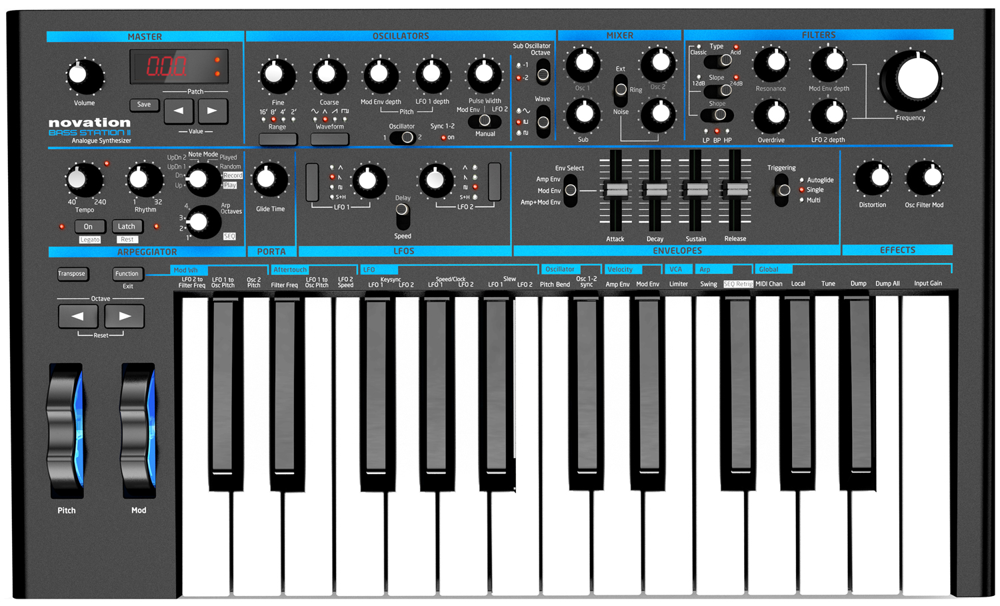 MASTER
OSCILLATORS
MIXER
FILTERS
0.0.0.
Volume
Save
Patch
Value
novation
BASS STATION II
Analogue Synthesizer
Fine
Coarse
Mod Env depth
LFO 1 depth
Pitch
Pulse Width
Mod Env
LFO 2
Manual
16' 8' 4' 2'
Range
Waveform
Oscillator
1
2
Sync 1-2
on
Sub Oscillator
Octave
-1
-2
Wave
Osc 1
Osc 2
Sub
Ext
Ring
Noise
Type
Classic
Acid
Slope
12dB
24dB
Shape
LP BP HP
Resonance
Mod Env depth
Overdrive
LFO 2 depth
Frequency
40
240
Tempo
1
32
Rhythm
Note Mode
UpDn 2
UpDn 1
Dn
Up
Played
Random
Record
Play
Arp
Octaves
4
3
2
1
SEQ
On
Legato
Latch
Rest
Glide Time
S+H
LFO 1
Delay
Speed
S+H
LFO 2
Env Select
Amp Env
Mod Env
Amp+Mod Env
Attack
Decay
Sustain
Release
Triggering
Autoglide
Single
Multi
Distortion
Osc Filter Mod
ARPEGGIATOR
PORTA
LFOS
ENVELOPES
EFFECTS
Transpose
Function
Exit
Mod Wh
LFO 2 to
Filter Freq
LFO 1 to
Osc Pitch
Osc 2
Pitch
Aftertouch
Filter Freq
LFO 1 to
Osc Pitch
LFO 2
Speed
LFO
Keysync
LFO 1
LFO 2
Speed/Clock
LFO 1
LFO 2
Slew
LFO 1
LFO 2
Oscillator
Pitch Bend
Osc 1-2
sync
Velocity
Amp Env
Mod Env
VCA
Limiter
Arp
Swing
SEQ Retrig
Global
MIDI Chan
Local
Tune
Dump
Dump All
Input Gain
Octave
Reset
Pitch
Mod